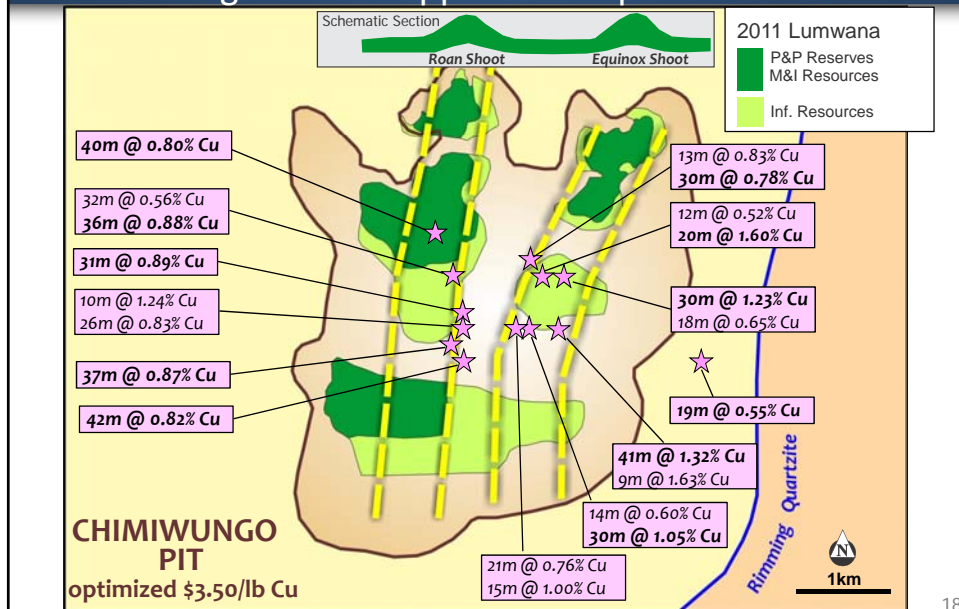 Schematic Section
Roan Shoot
Equinox Shoot
2011 Lumwana
P&P Reserves
M&I Resources
Inf. Resources
40m @ 0.80% Cu
32m @ 0.56% Cu
36m @ 0.88% Cu
31m @ 0.89% Cu
10m @ 1.24% Cu
26m @ 0.83% Cu
37m @ 0.87% Cu
42m @ 0.82% Cu
13m @ 0.83% Cu
30m @ 0.78% Cu
12m @ 0.52% Cu
20m @ 1.60% Cu
30m @ 1.23% Cu
18m @ 0.65% Cu
19m @ 0.55% Cu
41m @ 1.32% Cu
9m @ 1.63% Cu
14m @ 0.60% Cu
30m @ 1.05% Cu
21m @ 0.76% Cu
15m @ 1.00% Cu
Rimming Quartzite
CHIMIWUNGO
PIT
optimized $3.50/lb Cu
N
1km
18